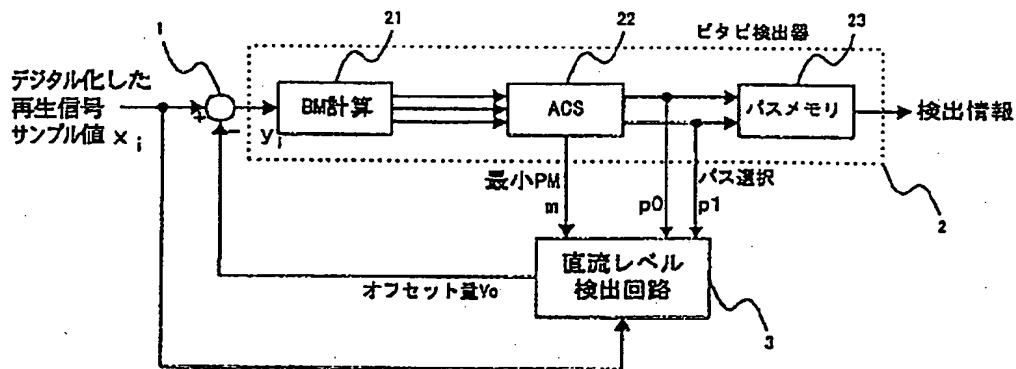 1
21
22
ビタビ検出器
23
デジタル化した
再生信号
サンプル値 xi
+
-
yi
BM計算
ACS
パスメモリ
検出情報
最小PM
m
p0
p1
パス選択
2
オフセット量Yo
直流レベル
検出回路
3